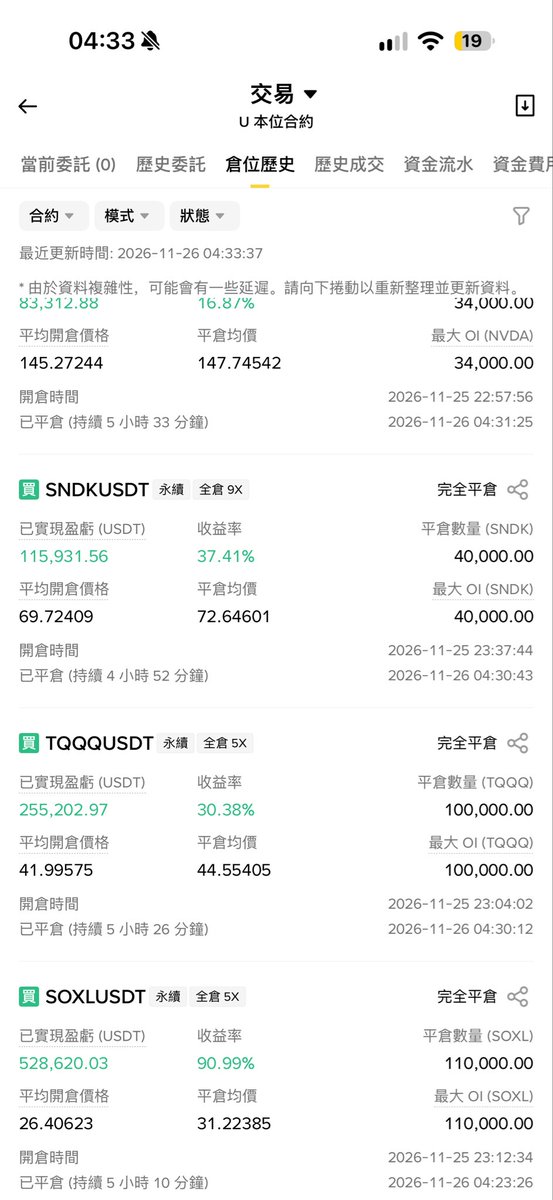 04:33
19
交易
U 本位合約
當前委託 (0) 歷史委託 倉位歷史 歷史成交 資金流水 資金費用
合約 模式 狀態
最近更新時間: 2026-11-26 04:33:37
* 由於資料複雜性，可能會有一些延遲。請向下捲動以重新整理並更新資料。
83,312.88 16.87% 34,000.00
平均開倉價格 平倉均價 最大 OI (NVDA)
145.27244 147.74542 34,000.00
開倉時間 2026-11-25 22:57:56
已平倉 (持續 5 小時 33 分鐘) 2026-11-26 04:31:25
買 SNDKUSDT 永續 全倉 9X 完全平倉
已實現盈虧 (USDT) 收益率 平倉數量 (SNDK)
115,931.56 37.41% 40,000.00
平均開倉價格 平倉均價 最大 OI (SNDK)
69.72409 72.64601 40,000.00
開倉時間 2026-11-25 23:37:44
已平倉 (持續 4 小時 52 分鐘) 2026-11-26 04:30:43
買 TQQQUSDT 永續 全倉 5X 完全平倉
已實現盈虧 (USDT) 收益率 平倉數量 (TQQQ)
255,202.97 30.38% 100,000.00
平均開倉價格 平倉均價 最大 OI (TQQQ)
41.99575 44.55405 100,000.00
開倉時間 2026-11-25 23:04:02
已平倉 (持續 5 小時 26 分鐘) 2026-11-26 04:30:12
買 SOXLUSDT 永續 全倉 5X 完全平倉
已實現盈虧 (USDT) 收益率 平倉數量 (SOXL)
528,620.03 90.99% 110,000.00
平均開倉價格 平倉均價 最大 OI (SOXL)
26.40623 31.22385 110,000.00
開倉時間 2026-11-25 23:12:34
已平倉 (持續 5 小時 10 分鐘) 2026-11-26 04:23:26